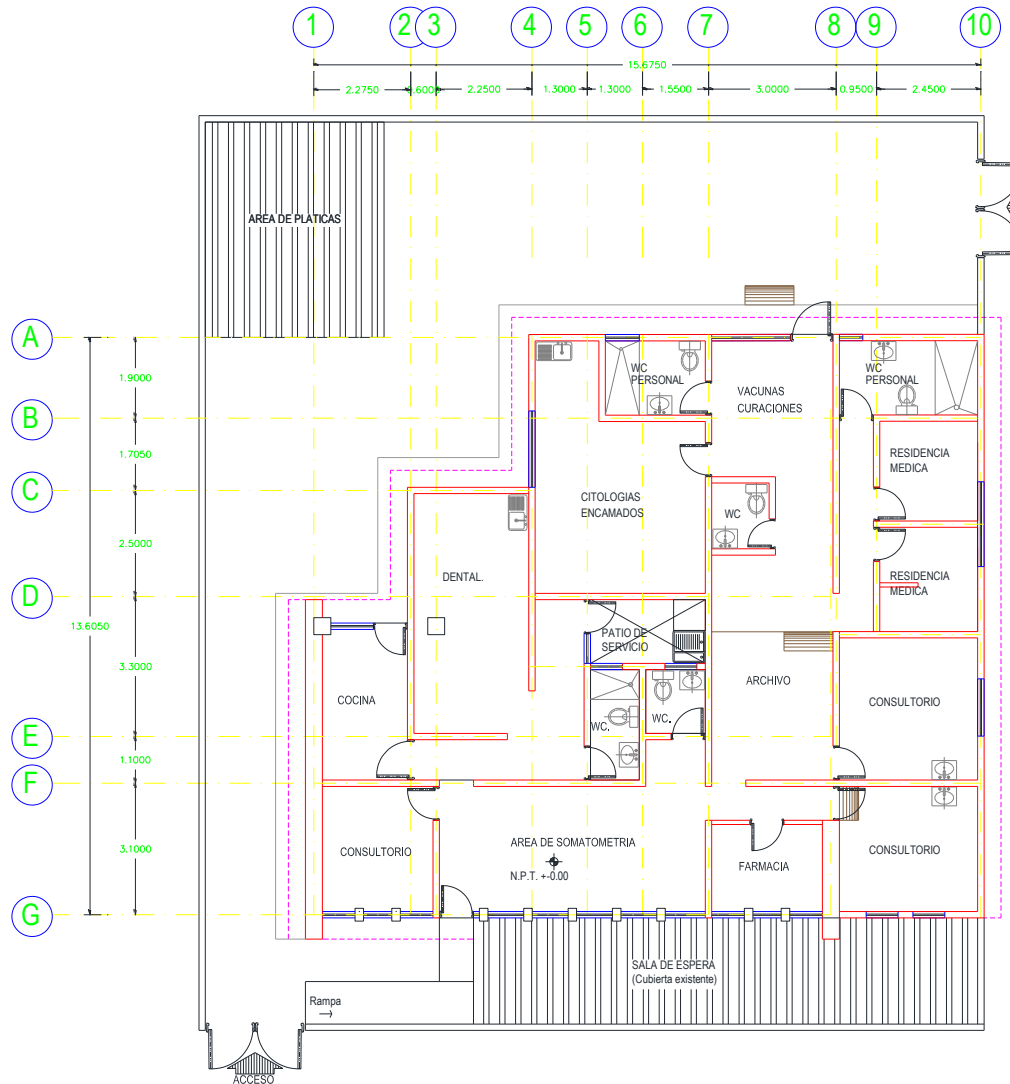 1
2
3
4
5
6
7
8
9
10
15.6750
2.2750
.6000
2.2500
1.3000
1.3000
1.5500
3.0000
0.9500
2.4500
AREA DE PLATICAS
A
B
C
D
E
F
G
1.9000
1.7050
2.5000
13.6050
3.3000
1.1000
3.1000
WC
PERSONAL
VACUNAS
CURACIONES
WC
PERSONAL
RESIDENCIA
MEDICA
CITOLOGIAS
ENCAMADOS
WC
DENTAL.
RESIDENCIA
MEDICA
PATIO DE
SERVICIO
COCINA
ARCHIVO
CONSULTORIO
WC.
WC.
CONSULTORIO
AREA DE SOMATOMETRIA
N.P.T. +-0.00
FARMACIA
CONSULTORIO
SALA DE ESPERA
(Cubierta existente)
Rampa
ACCESO